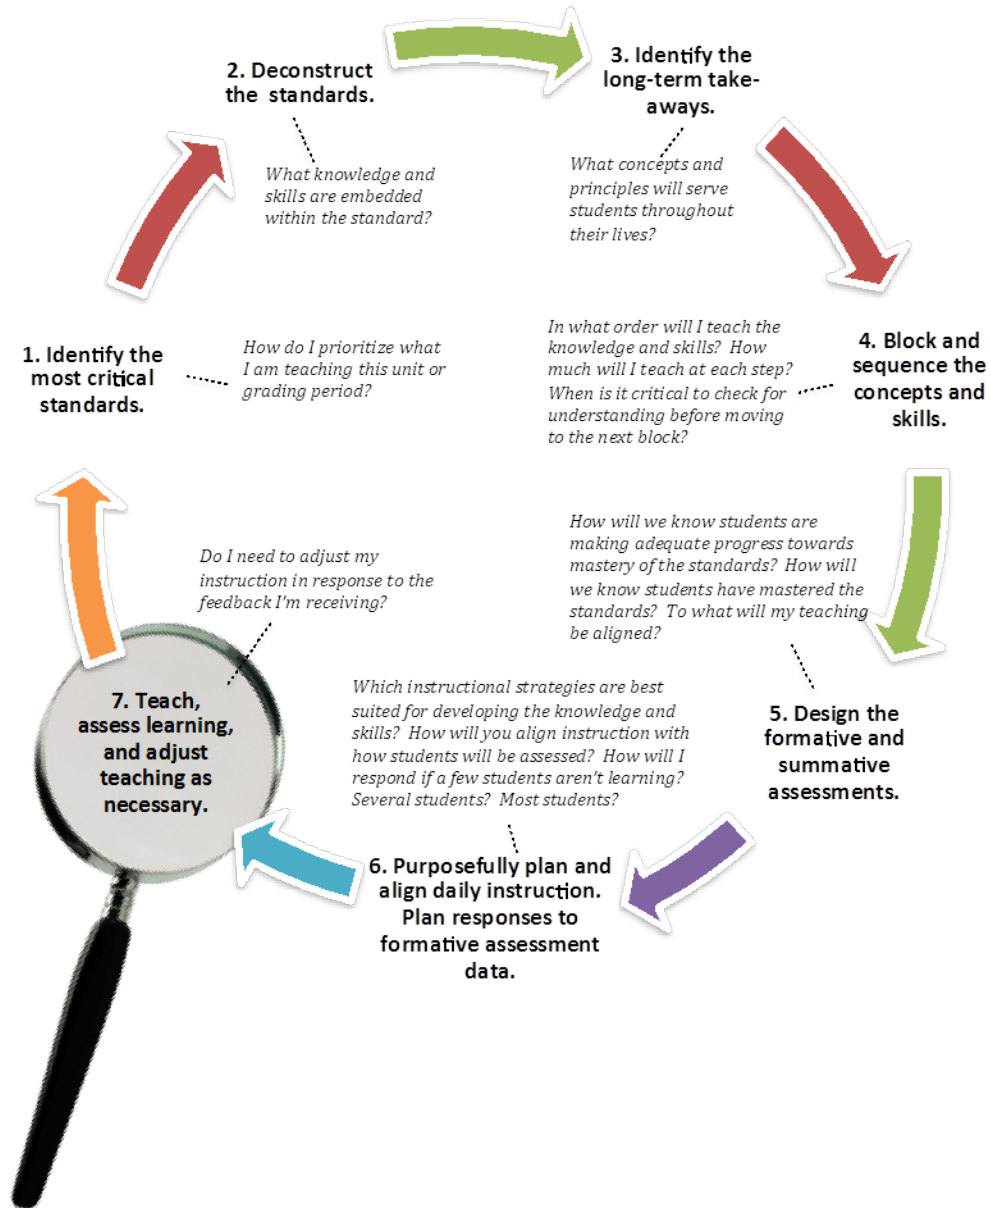 2. Deconstruct
the standards.
What knowledge and
skills are embedded
within the standard?
3. Identify the
long-term take-
aways.
What concepts and
principles will serve
students throughout
their lives?
1. Identify the
most critical
standards.
How do I prioritize what
I am teaching this unit or
grading period?
In what order will I teach the
knowledge and skills?  How
much will I teach at each step?
When is it critical to check for
understanding before moving
to the next block?
4. Block and
sequence the
concepts and
skills.
How will we know students are
making adequate progress towards
mastery of the standards?  How will
we know students have mastered the
standards?  To what will my teaching
be aligned?
5. Design the
formative and
summative
assessments.
Which instructional strategies are best
suited for developing the knowledge and
skills?  How will you align instruction with
how students will be assessed?  How will I
respond if a few students aren't learning?
Several students?  Most students?
6. Purposefully plan and
align daily instruction.
Plan responses to
formative assessment
data.
Do I need to adjust my
instruction in response to the
feedback I'm receiving?
7. Teach,
assess learning,
and adjust
teaching as
necessary.